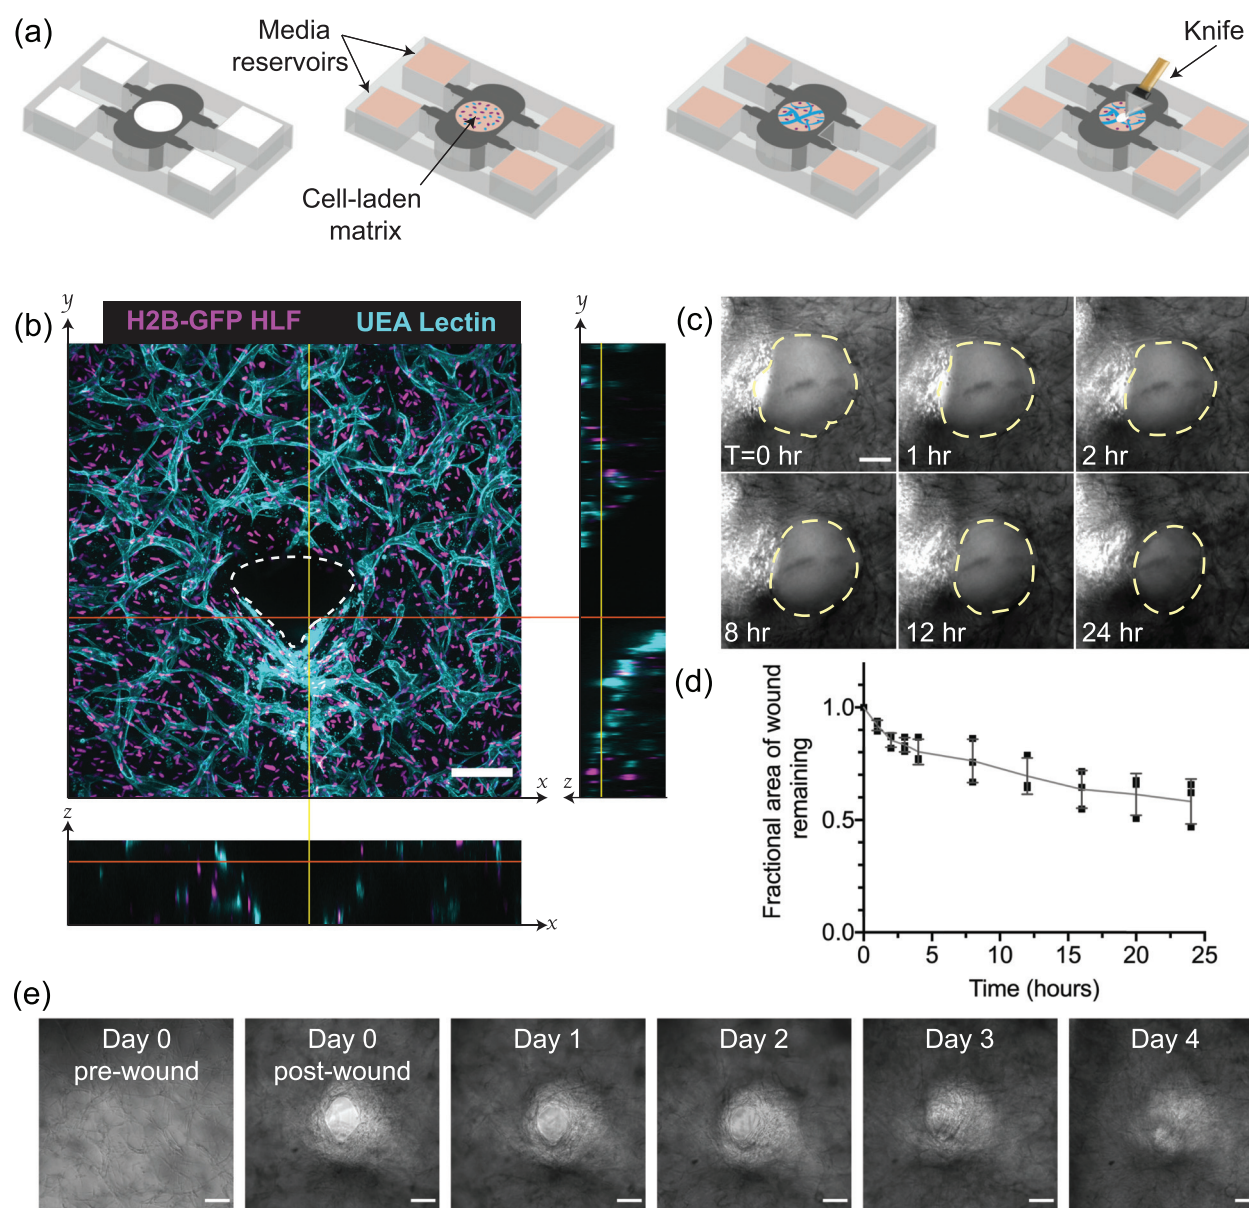 (a)
Media
reservoirs
Knife
Cell-laden
matrix
(b)
y
H2B-GFP HLF
UEA Lectin
y
x
z
z
x
(c)
T=0 hr
1 hr
2 hr
8 hr
12 hr
24 hr
(d)
Fractional area of wound
remaining
1.0
0.5
0.0
0
5
10
15
20
25
Time (hours)
(e)
Day 0
pre-wound
Day 0
post-wound
Day 1
Day 2
Day 3
Day 4